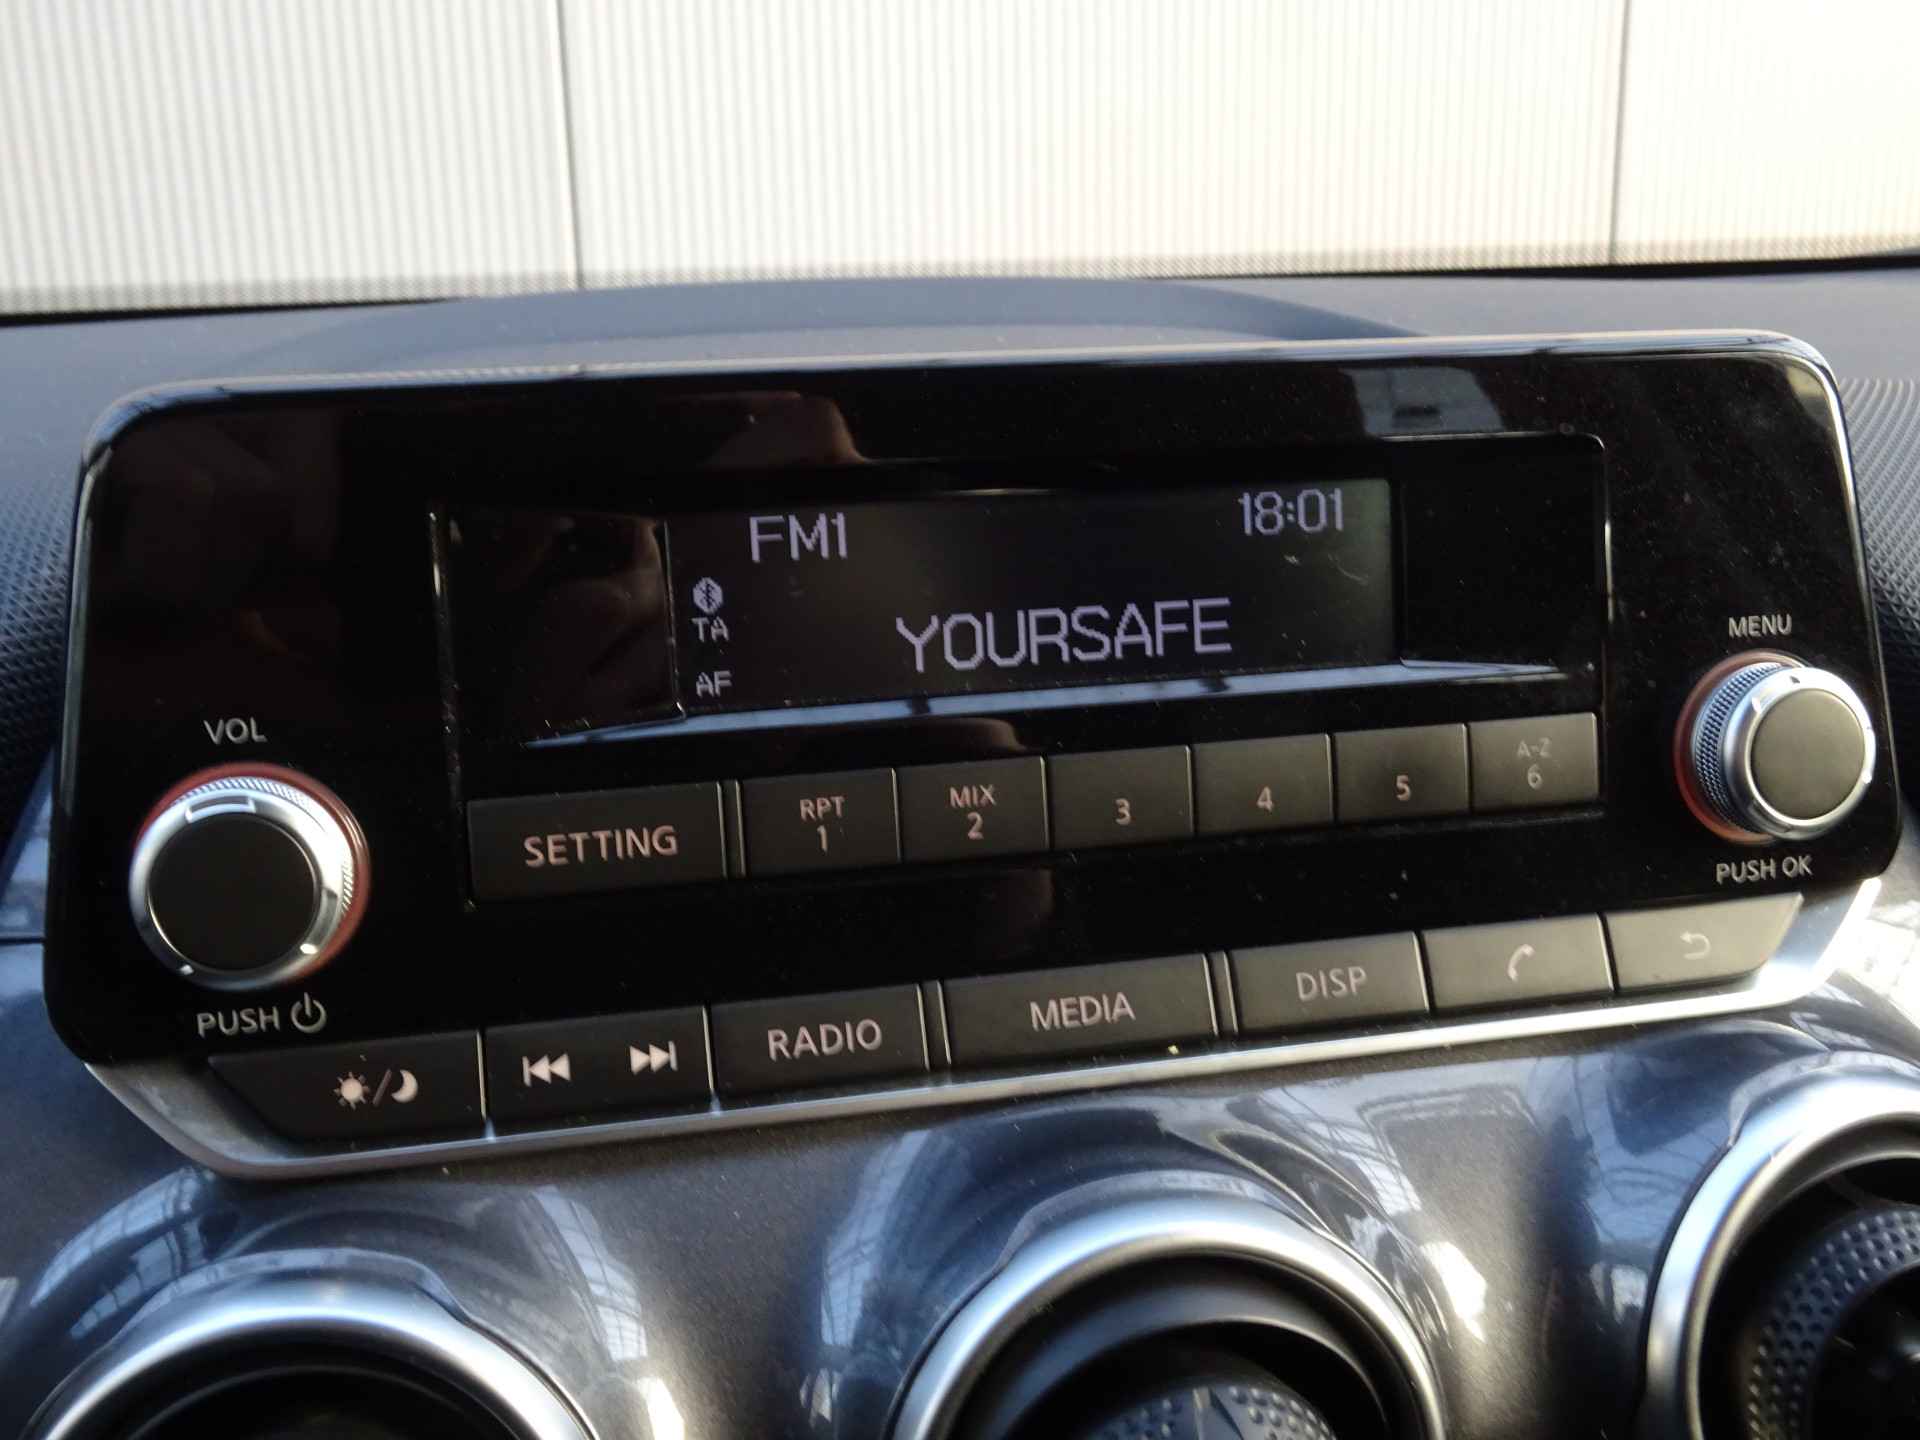 FM1 18:01
TA
YOURSAFE
AF
VOL
MENU
SETTING
RPT
1
MIX
2
3
4
5
A-Z
6
PUSH OK
PUSH
RADIO
MEDIA
DISP